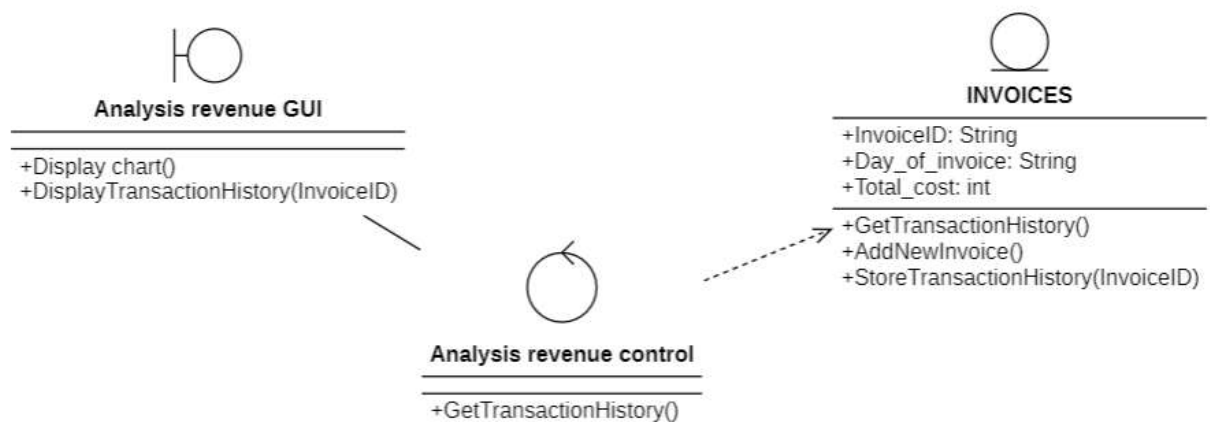 Analysis revenue GUI
+Display chart()
+DisplayTransactionHistory(InvoiceID)
INVOICES
+InvoiceID: String
+Day_of_invoice: String
+Total_cost: int
+GetTransactionHistory()
+AddNewInvoice()
+StoreTransactionHistory(InvoiceID)
Analysis revenue control
+GetTransactionHistory()